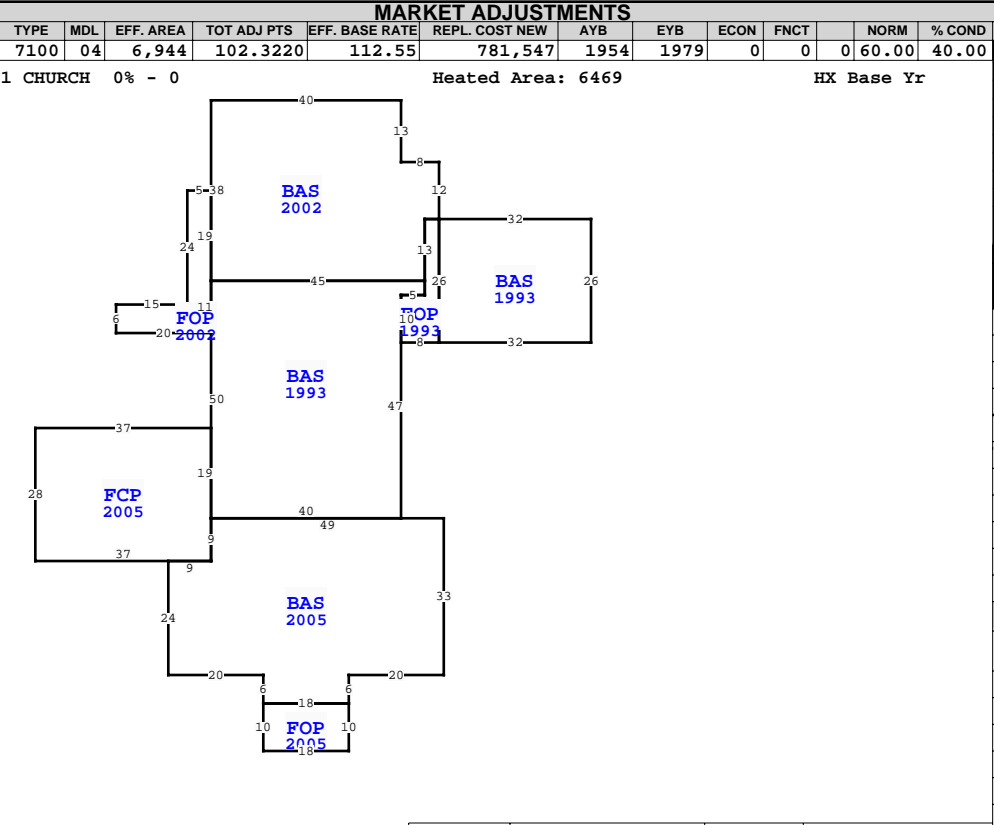 MARKET ADJUSTMENTS
TYPE MDL EFF. AREA TOT ADJ PTS EFF. BASE RATE REPL. COST NEW AYB EYB ECON FNCT NORM % COND
7100 04 6,944 102.3220 112.55 781,547 1954 1979 0 0 0 60.00 40.00
1 CHURCH 0% - 0 Heated Area: 6469 HX Base Yr
40
13
8
5 38 BAS 12
2002
32
19
24 13
45 26 BAS 26
1993
5
15 11
6 FOP 10 FOP
20 2002 1993
8 32
BAS
1993
50 47
37
19
28 FCP
2005
40
49
9
37
9
BAS 33
2005
24
20 20
6 6
18
10 FOP 10
2005
18